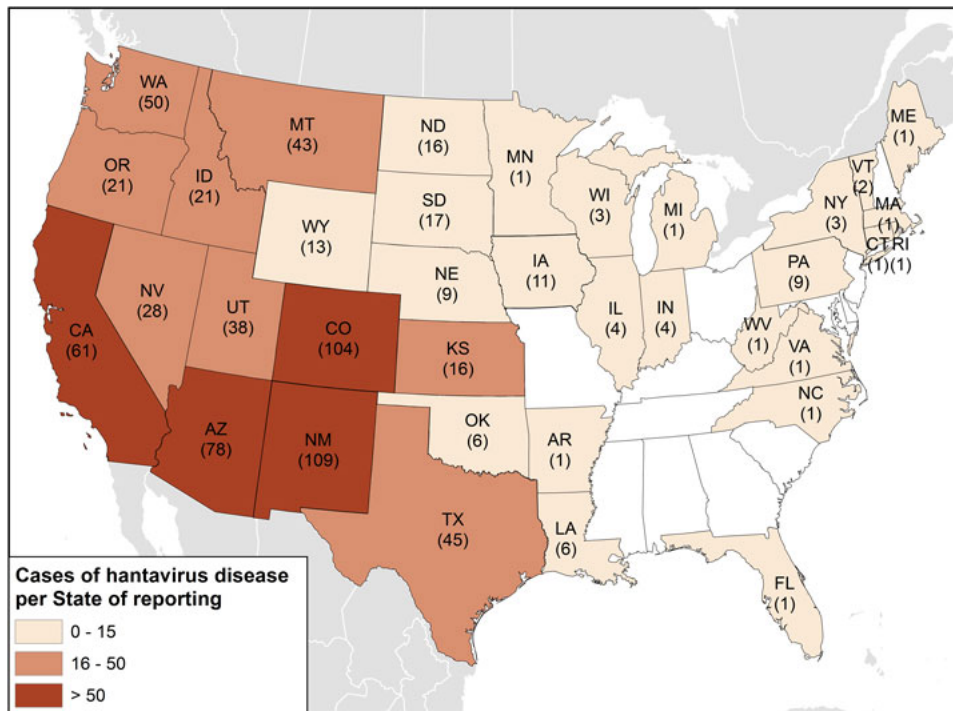 WA
(50)
MT
(43)
ND
(16)
MN
(1)
ME
(1)
OR
(21)
ID
(21)
SD
(17)
WI
(3)
MI
(1)
VT
(2)
NY
(3)
MA
(1)
WY
(13)
CT RI
(1)(1)
NE
(9)
IA
(11)
PA
(9)
NV
(28)
UT
(38)
CO
(104)
IL
(4)
IN
(4)
WV
(1)
VA
(1)
CA
(61)
KS
(16)
NC
(1)
AZ
(78)
NM
(109)
OK
(6)
AR
(1)
TX
(45)
LA
(6)
FL
(1)
Cases of hantavirus disease
per State of reporting
0 - 15
16 - 50
> 50